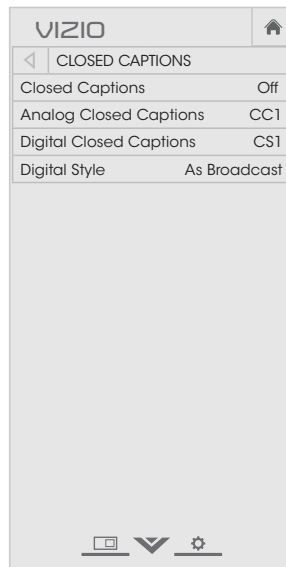 VIZIO
CLOSED CAPTIONS
Closed Captions Off
Analog Closed Captions CC1
Digital Closed Captions CS1
Digital Style As Broadcast